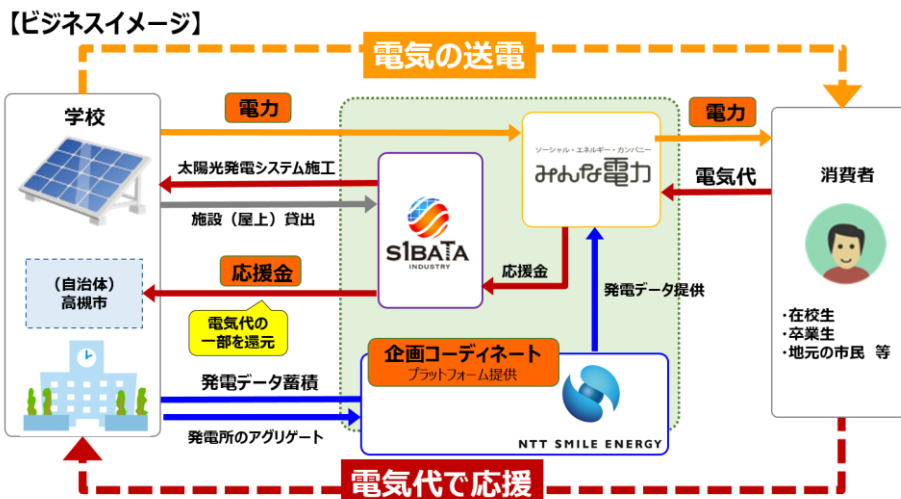 【ビジネスイメージ】
電気の送電
学校
電力
太陽光発電システム施工
施設（屋上）貸出
（自治体）
高槻市
応援金
電気代の
一部を還元
発電データ蓄積
発電所のアグリゲート
SIBATA
INDUSTRY
ソーシャル・エネルギー・カンパニー
みんな電力
応援金
発電データ提供
企画コーディネート
プラットフォーム提供
NTT SMILE ENERGY
電力
電気代
消費者
・在校生
・卒業生
・地元の市民 等
電気代で応援